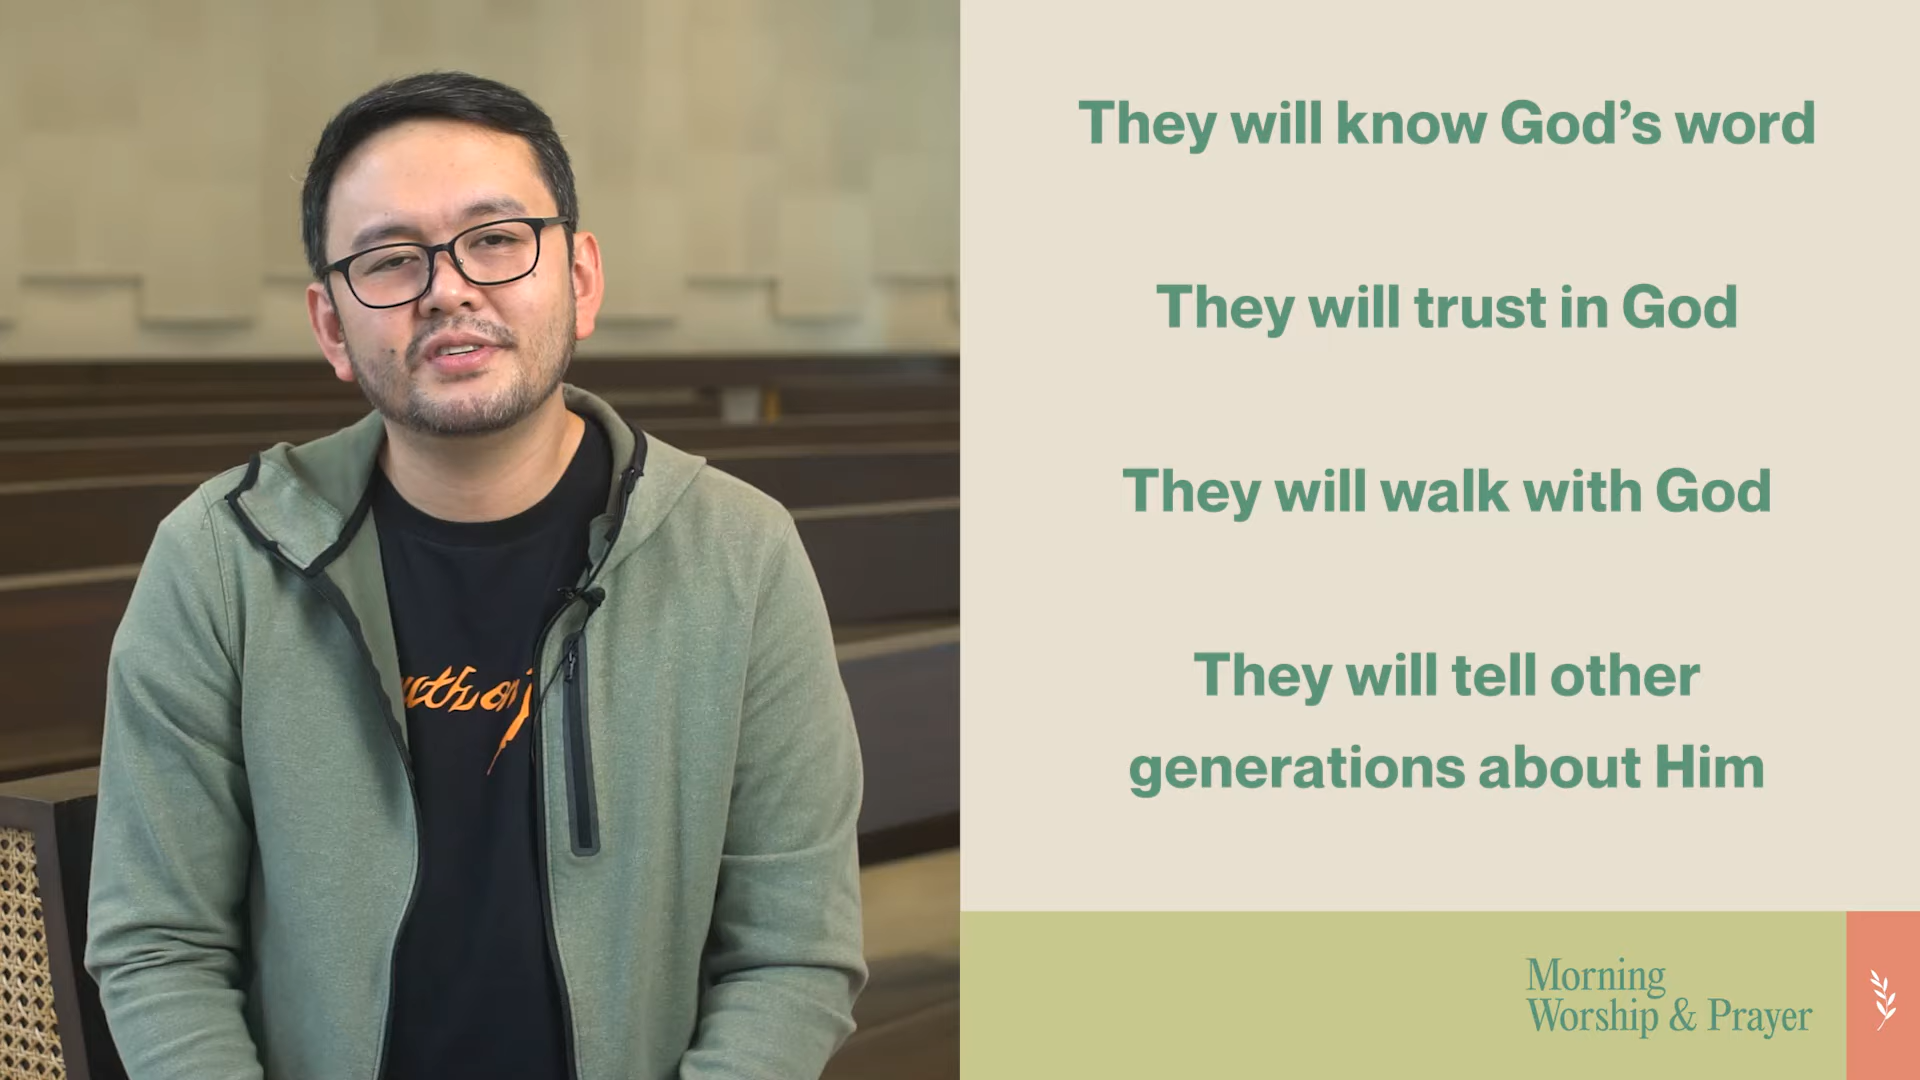 They will know God’s word
They will trust in God
They will walk with God
They will tell other
generations about Him
Morning
Worship & Prayer